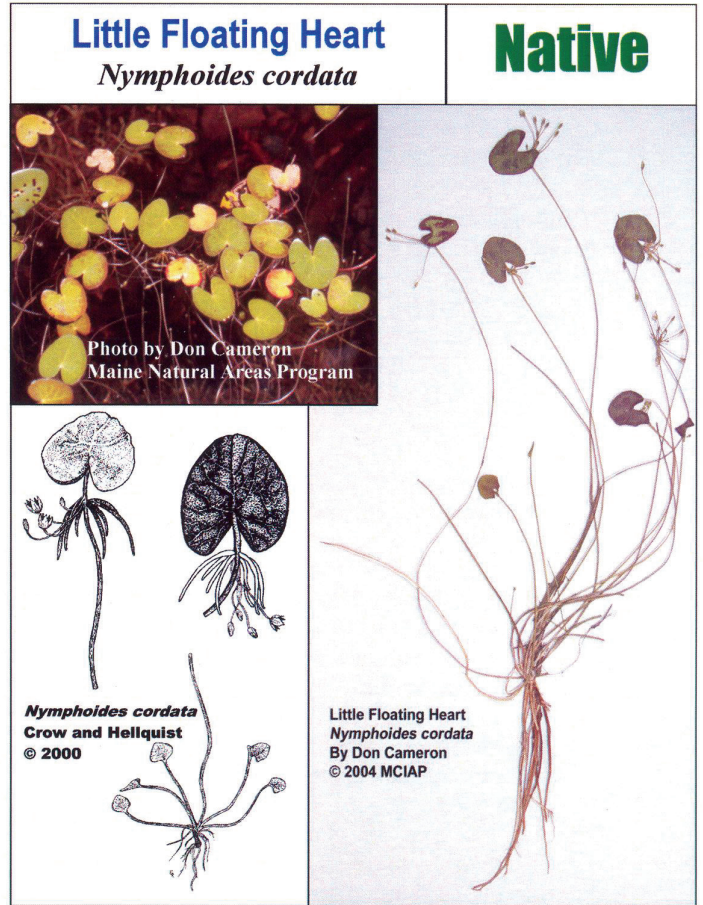 Little Floating Heart
Nymphoides cordata
Native
Photo by Don Cameron
Maine Natural Areas Program
Nymphoides cordata
Crow and Hellquist
© 2000
Little Floating Heart
Nymphoides cordata
By Don Cameron
© 2004 MCIAP